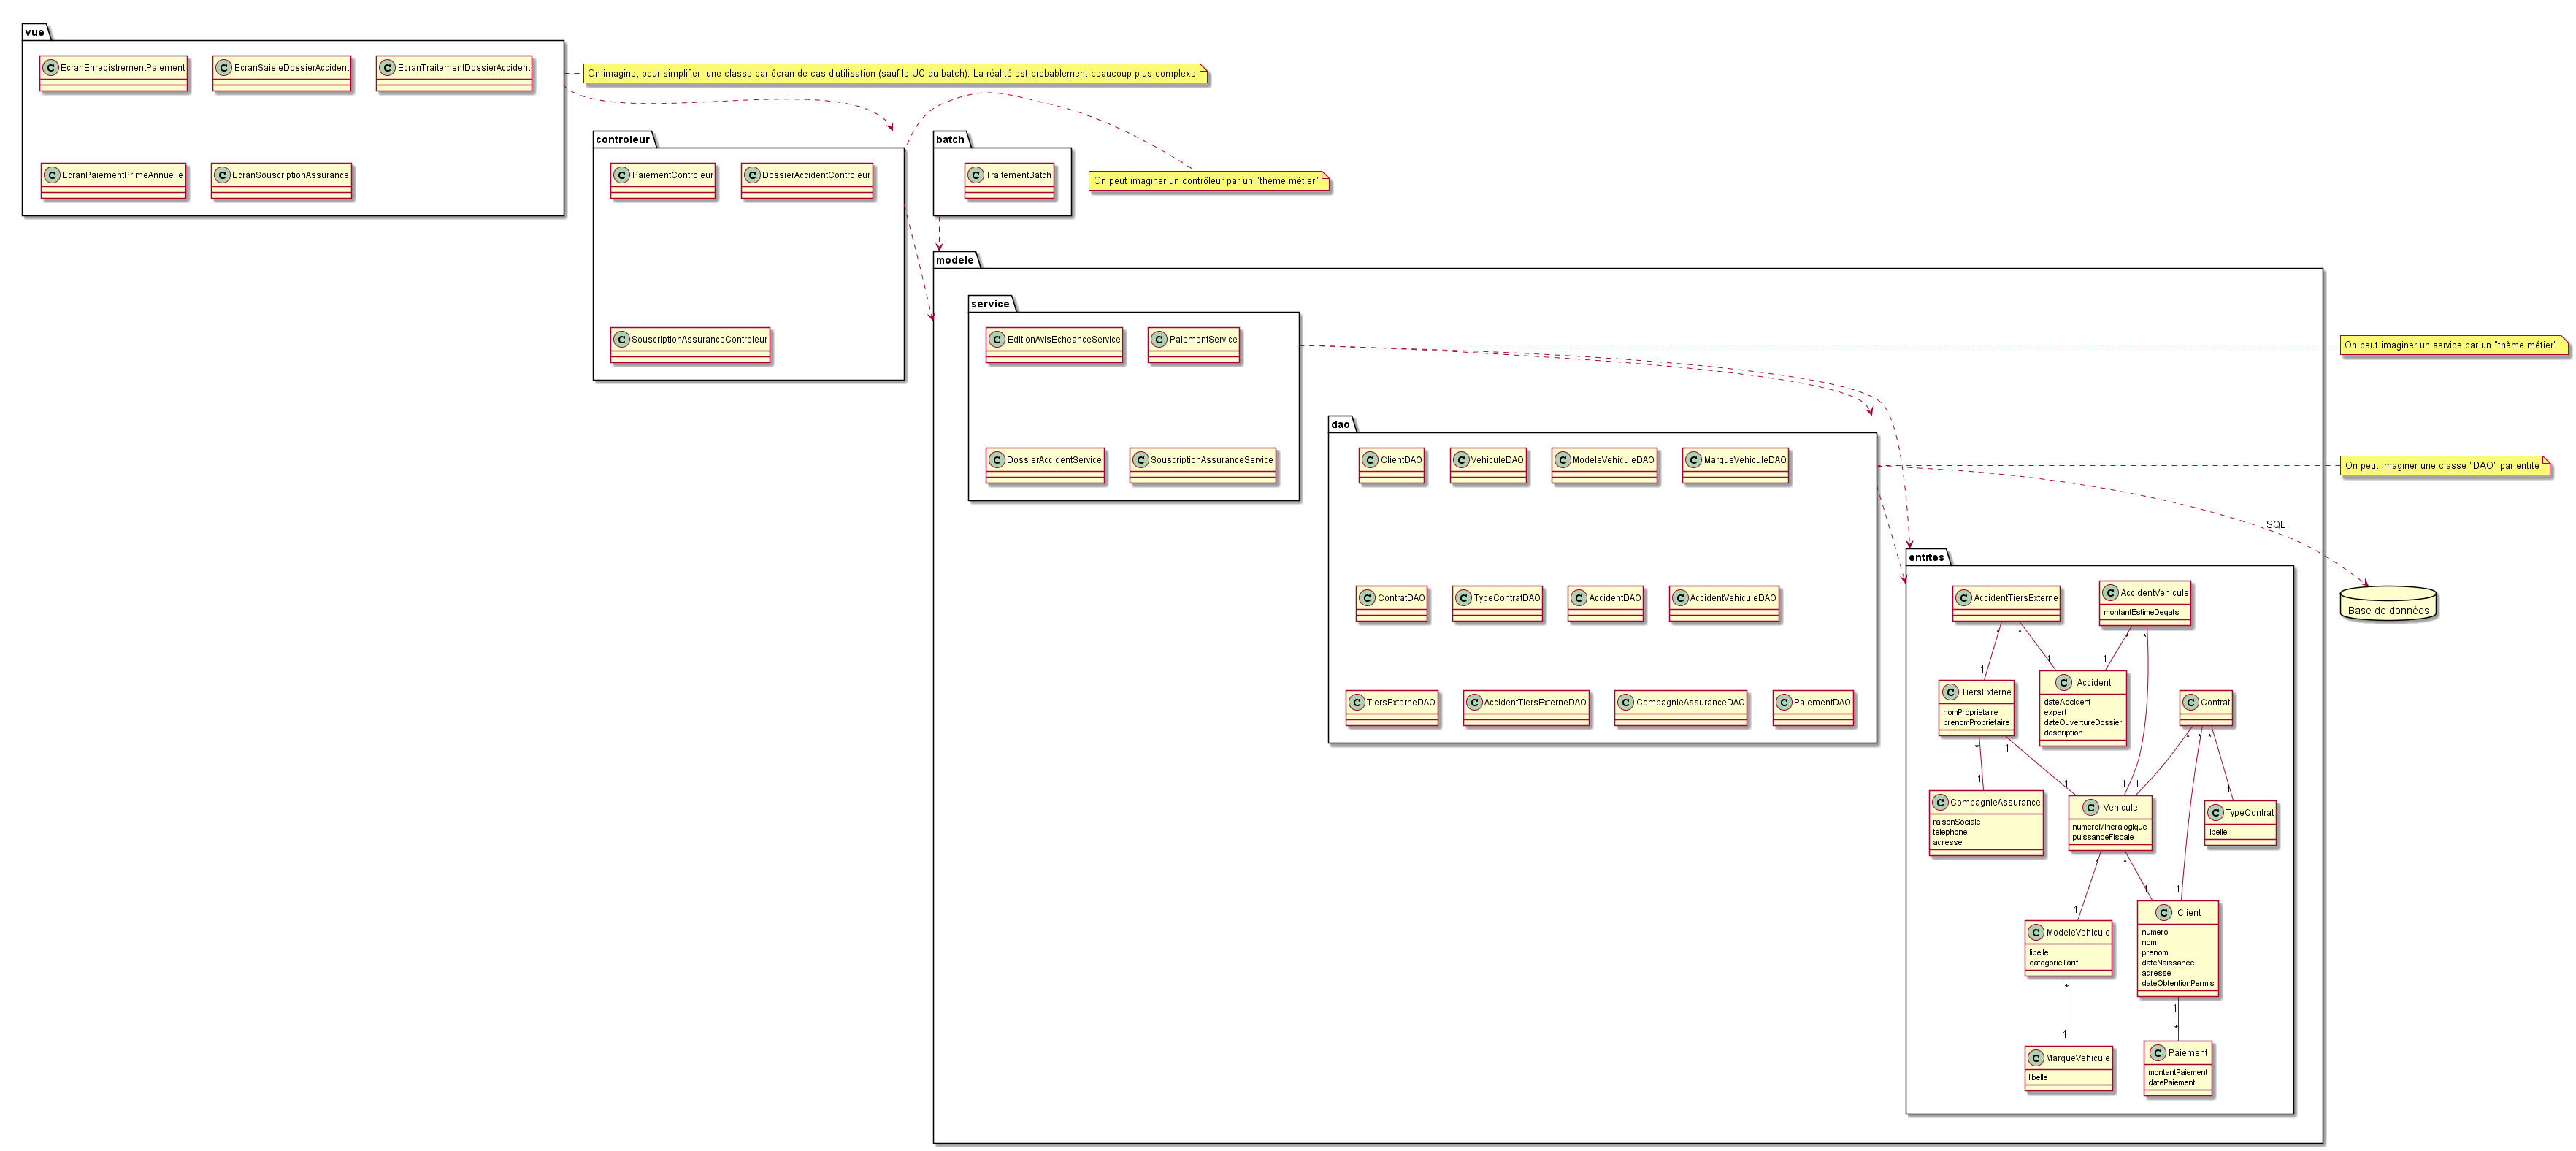 vue
C EcranEnregistrementPaiement
C EcranSaisieDossierAccident
C EcranTraitementDossierAccident
C EcranPaiementPrimeAnnuelle
C EcranSouscriptionAssurance
On imagine, pour simplifier, une classe par écran de cas d'utilisation (sauf le UC du batch). La réalité est probablement beaucoup plus complexe
controleur
C PaiementControleur
C DossierAccidentControleur
C SouscriptionAssuranceControleur
batch
C TraitementBatch
On peut imaginer un contrôleur par un "thème métier"
modele
service
C EditionAvisEcheanceService
C PaiementService
C DossierAccidentService
C SouscriptionAssuranceService
On peut imaginer un service par un "thème métier"
dao
C ClientDAO
C VehiculeDAO
C ModeleVehiculeDAO
C MarqueVehiculeDAO
C ContratDAO
C TypeContratDAO
C AccidentDAO
C AccidentVehiculeDAO
C TiersExterneDAO
C AccidentTiersExterneDAO
C CompagnieAssuranceDAO
C PaiementDAO
On peut imaginer une classe "DAO" par entité
SQL
Base de données
entites
C AccidentTiersExterne
C AccidentVehicule
montantEstimeDegats
* * * *
1 1 1
C TiersExterne
nomProprietaire
prenomProprietaire
C Accident
dateAccident
expert
dateOuvertureDossier
description
C Contrat
* 1 * * *
1 1 1 1 1
C CompagnieAssurance
raisonSociale
telephone
adresse
C Vehicule
numeroMineralogique
puissanceFiscale
C TypeContrat
libelle
* *
1 1 1
C ModeleVehicule
libelle
categorieTarif
C Client
numero
nom
prenom
dateNaissance
adresse
dateObtentionPermis
* 1
1 *
C MarqueVehicule
libelle
C Paiement
montantPaiement
datePaiement